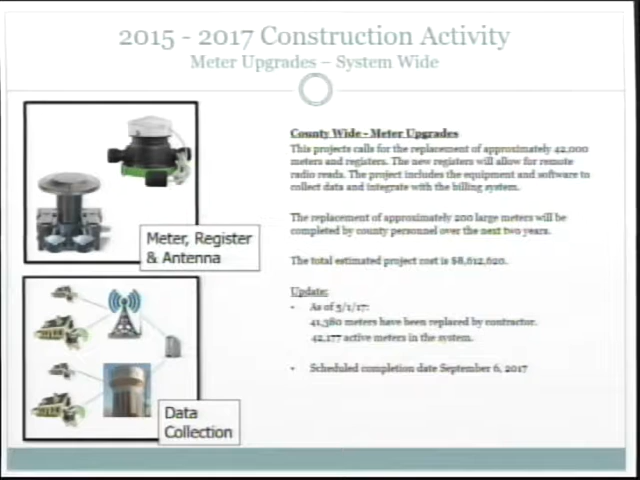 2015 - 2017 Construction Activity
Meter Upgrades – System Wide
County Wide - Meter Upgrades
This projects calls for the replacement of approximately 42,000
meters and registers. The new registers will allow for remote
radio reads. The project includes the equipment and software to
collect data and integrate with the billing system.
The replacement of approximately 200 large meters will be
completed by county personnel over the next two years.
The total estimated project cost is $8,612,620.
Update:
• As of 5/1/17:
41,380 meters have been replaced by contractor.
42,177 active meters in the system.
• Scheduled completion date September 6, 2017
Meter, Register
& Antenna
Data
Collection